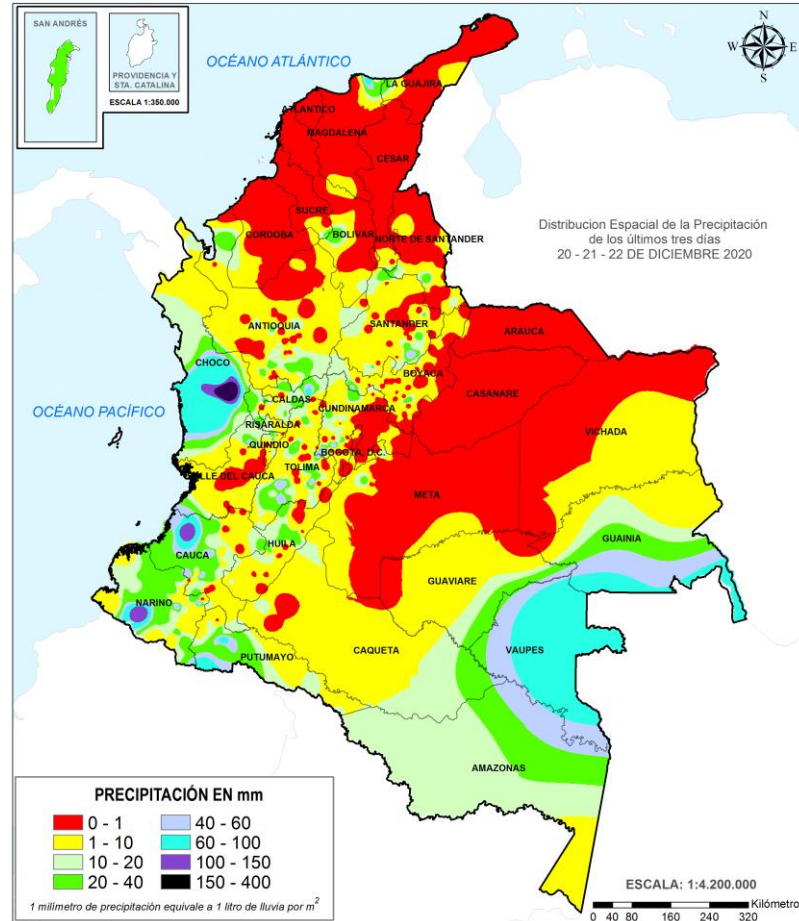 SAN ANDRÉS
PROVIDENCIA Y
STA. CATALINA
ESCALA 1:350.000
OCÉANO ATLÁNTICO
N
W
E
S
LA GUAJIRA
ATLANTICO
MAGDALENA
CESAR
SUCRE
CORDOBA
BOLIVAR
NORTE DE SANTANDER
Distribucion Espacial de la Precipitación
de los últimos tres días
20 - 21 - 22 DE DICIEMBRE 2020
ANTIOQUIA
SANTANDER
ARAUCA
CHOCO
BOYACA
CASANARE
OCÉANO PACÍFICO
CALDAS
CUNDINAMARCA
RISARALDA
VICHADA
QUINDIO
BOGOTA, D.C.
TOLIMA
VALLE DEL CAUCA
META
GUAINIA
CAUCA
HUILA
GUAVIARE
NARIÑO
VAUPES
CAQUETA
PUTUMAYO
AMAZONAS
PRECIPITACIÓN EN mm
0 - 1
40 - 60
1 - 10
60 - 100
10 - 20
100 - 150
20 - 40
150 - 400
1 milímetro de precipitación equivale a 1 litro de lluvia por m²
ESCALA: 1:4.200.000
Kilómetro
0 40 80 160 240 320